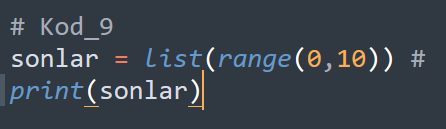 # Kod_9
sonlar = list(range(0,10)) #
print(sonlar)